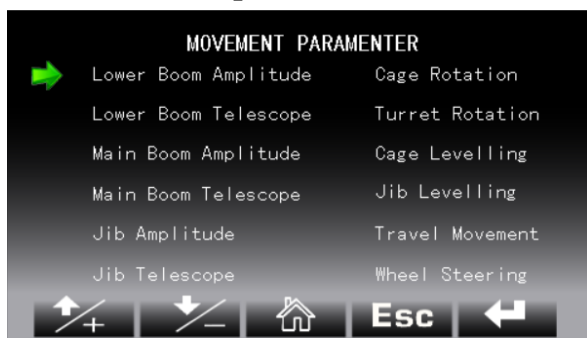 MOVEMENT PARAMENTER
Lower Boom Amplitude Cage Rotation
Lower Boom Telescope Turret Rotation
Main Boom Amplitude Cage Levelling
Main Boom Telescope Jib Levelling
Jib Amplitude Travel Movement
Jib Telescope Wheel Steering
/+ /− Esc